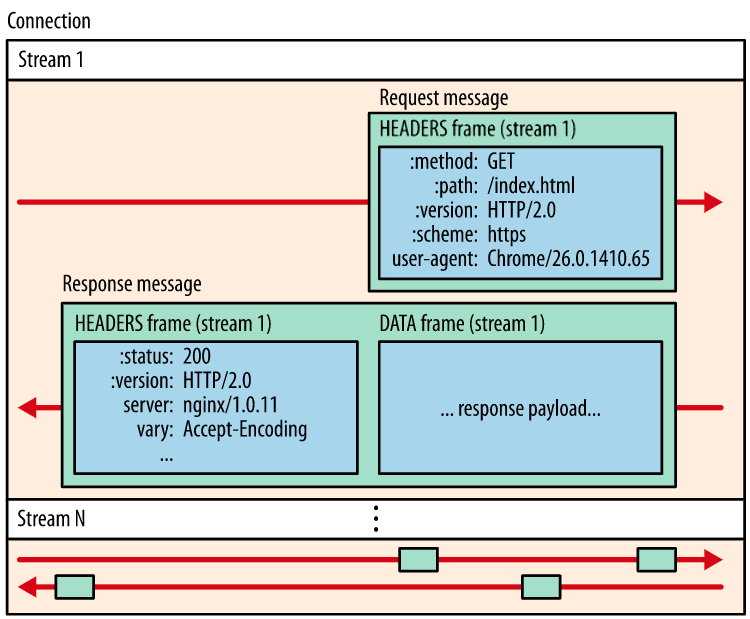 Connection
Stream 1
Request message
HEADERS frame (stream 1)
:method: GET
:path: /index.html
:version: HTTP/2.0
:scheme: https
user-agent: Chrome/26.0.1410.65
Response message
HEADERS frame (stream 1)
:status: 200
:version: HTTP/2.0
server: nginx/1.0.11
vary: Accept-Encoding
...
DATA frame (stream 1)
... response payload...
Stream N